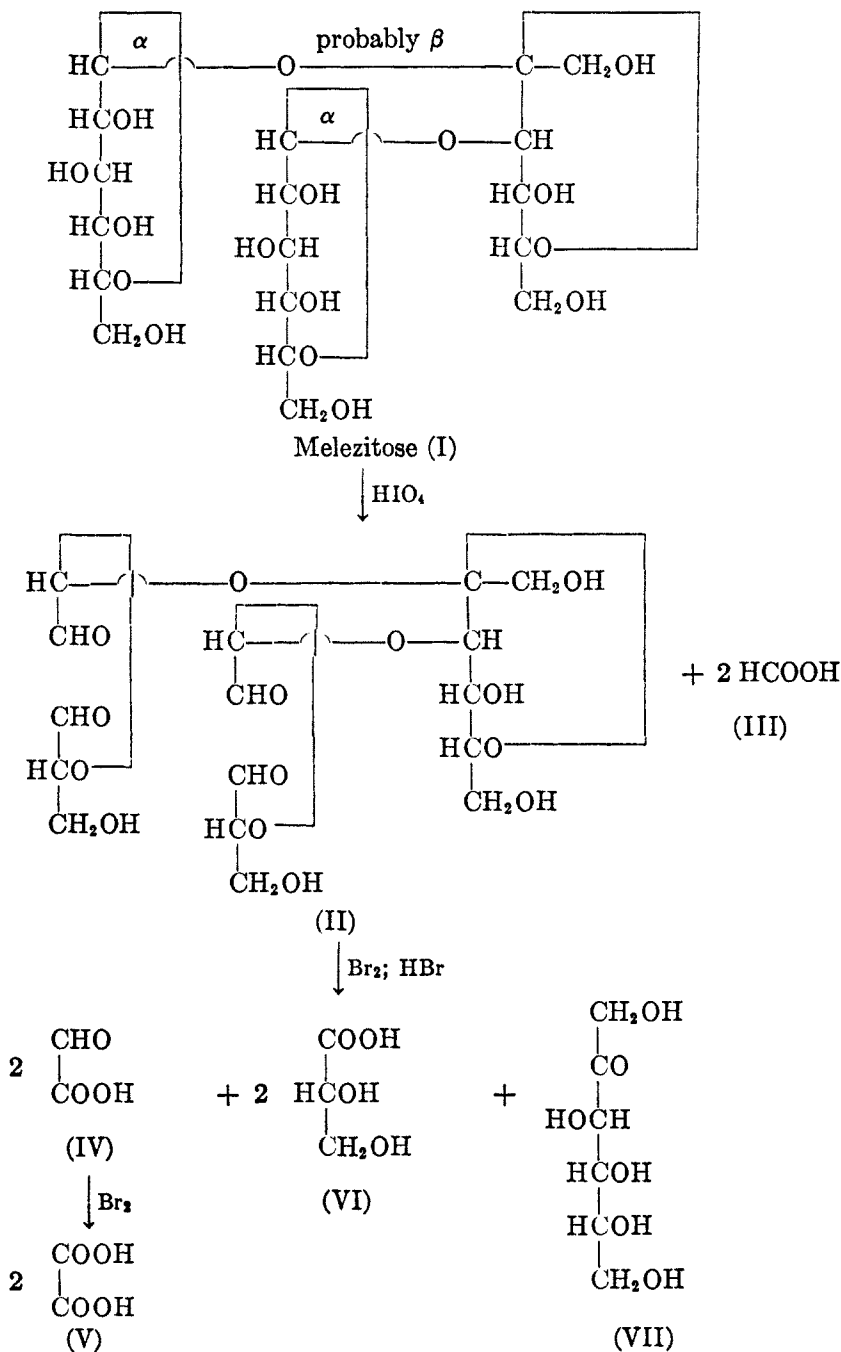 α probably β
HC O C—CH₂OH
α
HCOH HC O CH
HOCH HCOH HCOH
HCOH HOCH HCO
HCO HCOH CH₂OH
CH₂OH HCO
CH₂OH
Melezitose (I)
↓ HIO₄
HC O C—CH₂OH
CHO HC O CH
CHO CHO HCOH + 2 HCOOH
HCO CHO HCO (III)
CH₂OH HCO CH₂OH
CH₂OH
(II)
↓ Br₂; HBr
2 CHO COOH + 2 COOH HCOH CH₂OH + CH₂OH CO HOCH HCOH HCOH CH₂OH
(IV) (VI)
↓ Br₂
2 COOH COOH
(V) (VII)